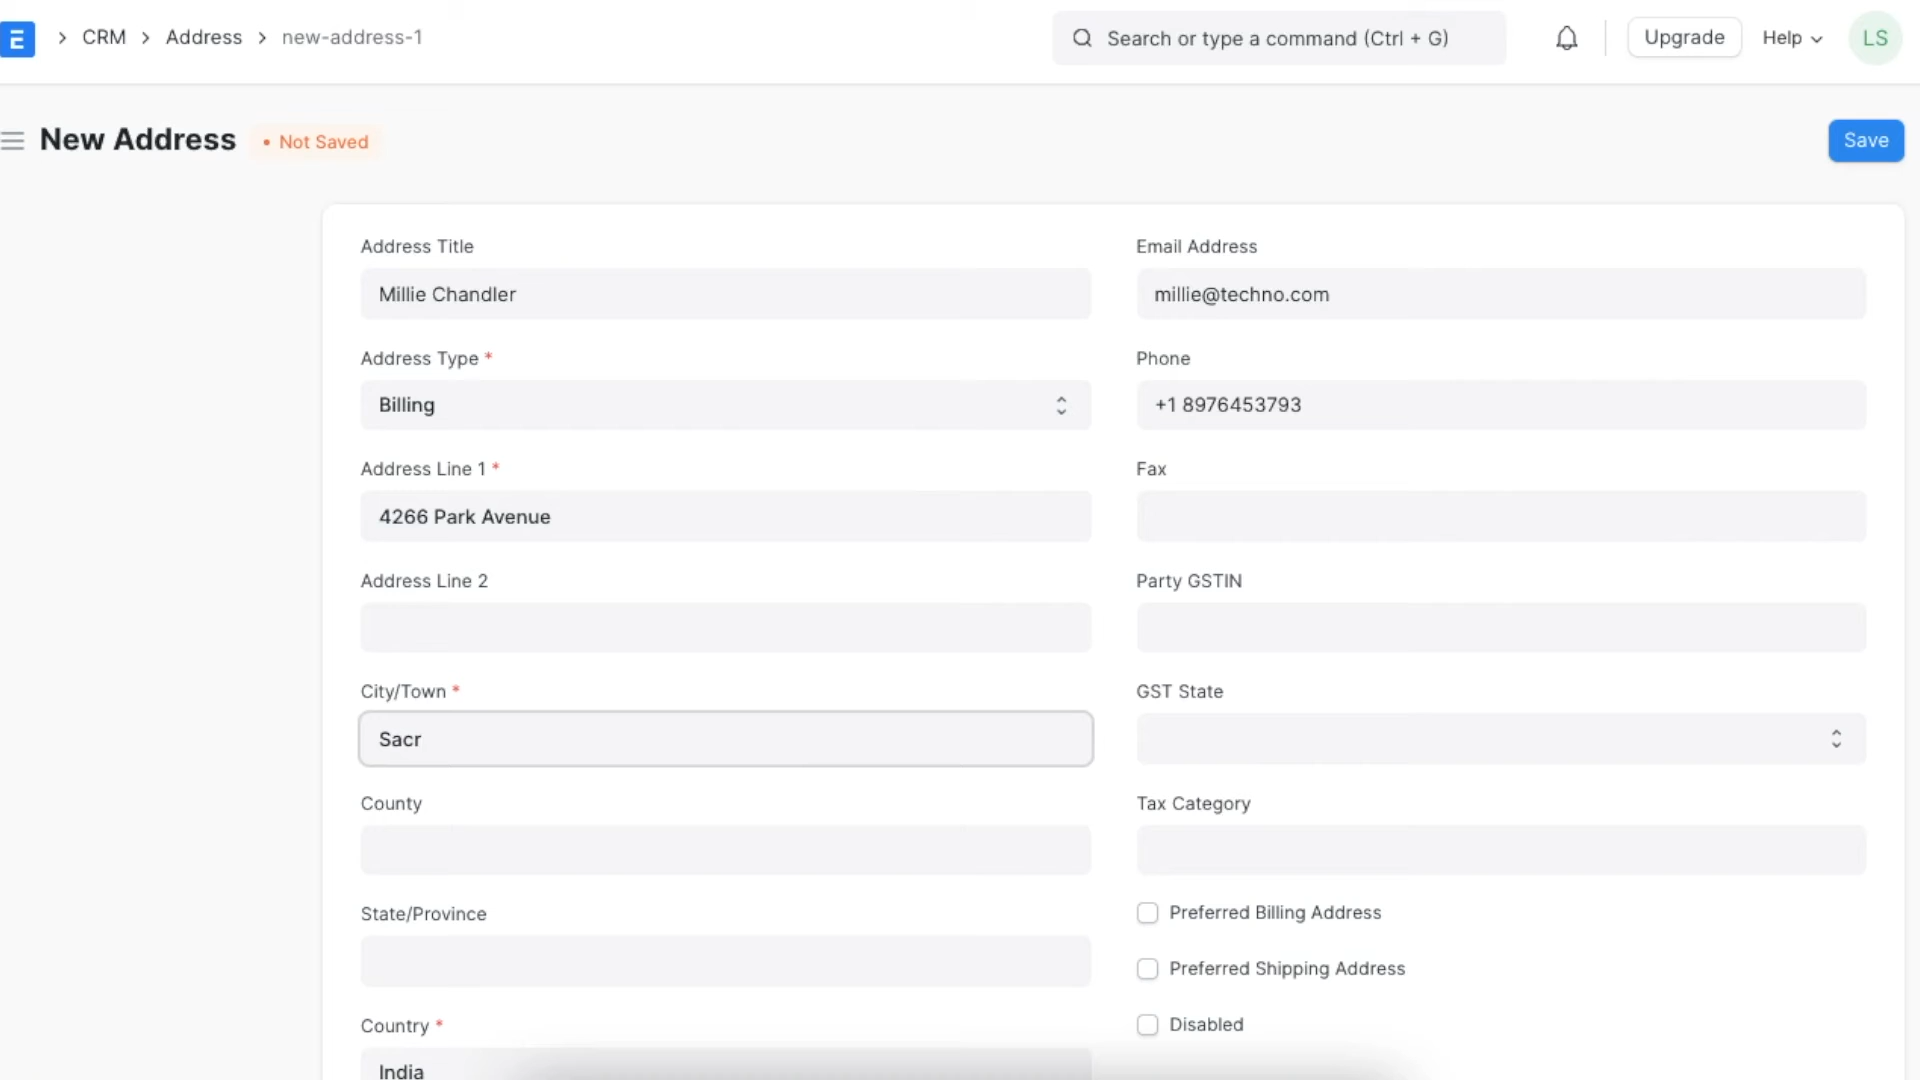 E > CRM > Address > new-address-1
Search or type a command (Ctrl + G)
Upgrade
Help
LS
New Address
• Not Saved
Save
Address Title
Millie Chandler
Email Address
millie@techno.com
Address Type *
Billing
Phone
+1 8976453793
Address Line 1 *
4266 Park Avenue
Fax
Address Line 2
Party GSTIN
City/Town *
Sacr
GST State
County
Tax Category
State/Province
Preferred Billing Address
Preferred Shipping Address
Country *
India
Disabled